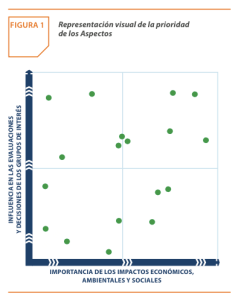 FIGURA 1
Representación visual de la prioridad
de los Aspectos
INFLUENCIA EN LAS EVALUACIONES
Y DECISIONES DE LOS GRUPOS DE INTERÉS
IMPORTANCIA DE LOS IMPACTOS ECONÓMICOS,
AMBIENTALES Y SOCIALES